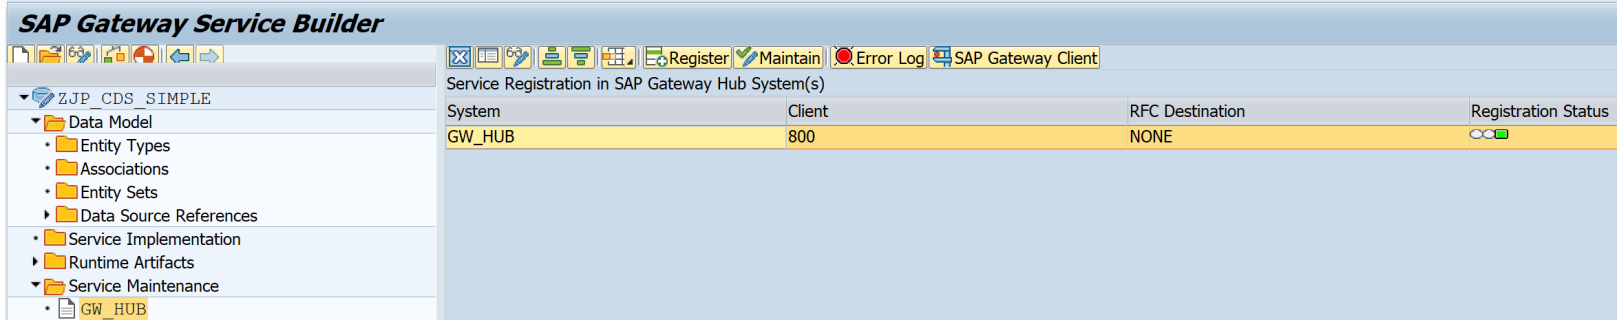 SAP Gateway Service Builder
Register Maintain Error Log SAP Gateway Client
Service Registration in SAP Gateway Hub System(s)
System Client RFC Destination Registration Status
GW_HUB 800 NONE
ZJP_CDS_SIMPLE
Data Model
Entity Types
Associations
Entity Sets
Data Source References
Service Implementation
Runtime Artifacts
Service Maintenance
GW_HUB